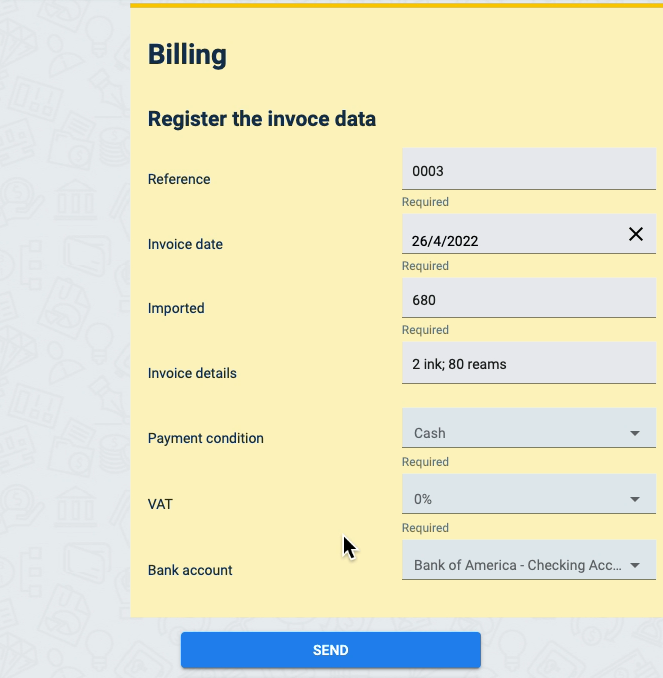 Billing
Register the invoce data
Reference
0003
Required
Invoice date
26/4/2022
Required
Imported
680
Required
Invoice details
2 ink; 80 reams
Payment condition
Cash
Required
VAT
0%
Required
Bank account
Bank of America - Checking Acc...
SEND